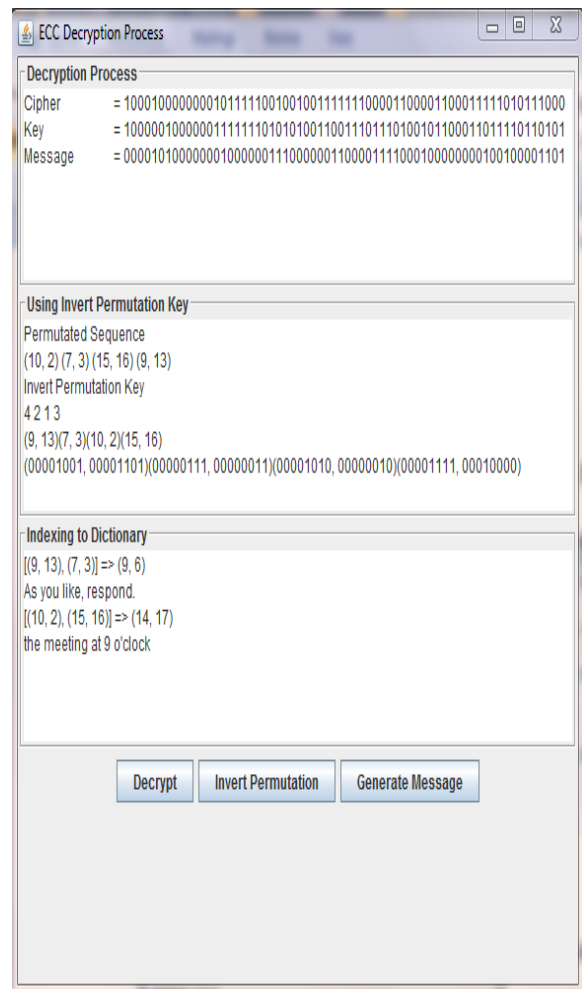 ECC Decryption Process
Decryption Process
Cipher = 1000100000000101111100100100111111110000110000110001111101011 1000
Key = 1000001000000111111101010100110011101110100101100011011110110101
Message = 0000101000000010000001110000001100001111000100000000100100001101
Using Invert Permutation Key
Permutated Sequence
(10, 2) (7, 3) (15, 16) (9, 13)
Invert Permutation Key
4 2 1 3
(9, 13)(7, 3)(10, 2)(15, 16)
(00001001, 00001101)(00000111, 00000011)(00001010, 00000010)(00001111, 00010000)
Indexing to Dictionary
[(9, 13), (7, 3)] => (9, 6)
As you like, respond.
[(10, 2), (15, 16)] => (14, 17)
the meeting at 9 o'clock
Decrypt Invert Permutation Generate Message